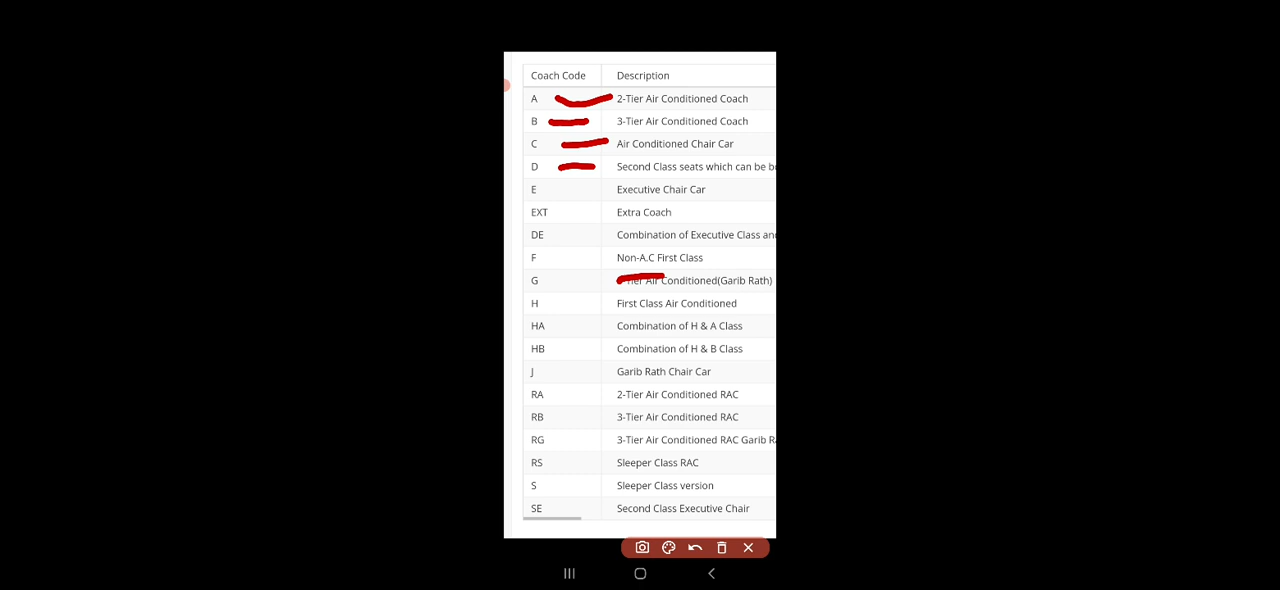 Coach Code Description
A 2-Tier Air Conditioned Coach
B 3-Tier Air Conditioned Coach
C Air Conditioned Chair Car
D Second Class seats which can be
E Executive Chair Car
EXT Extra Coach
DE Combination of Executive Class
F Non-A.C First Class
G Air Conditioned(Garib Rath)
H First Class Air Conditioned
HA Combination of H & A Class
HB Combination of H & B Class
J Garib Rath Chair Car
RA 2-Tier Air Conditioned RAC
RB 3-Tier Air Conditioned RAC
RG 3-Tier Air Conditioned RAC Garib
RS Sleeper Class RAC
S Sleeper Class version
SE Second Class Executive Chair